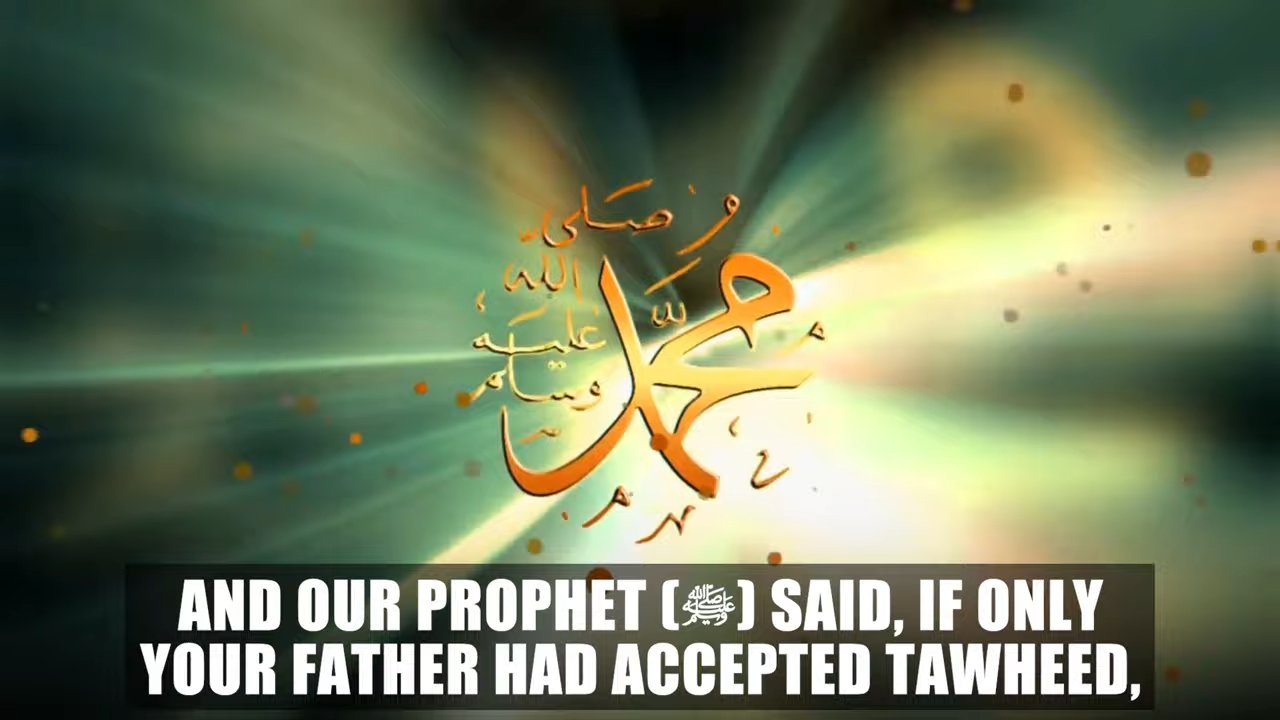 محمد
صلى
الله
عليه
وسلم
AND OUR PROPHET (ﷺ) SAID, IF ONLY
YOUR FATHER HAD ACCEPTED TAWHEED,